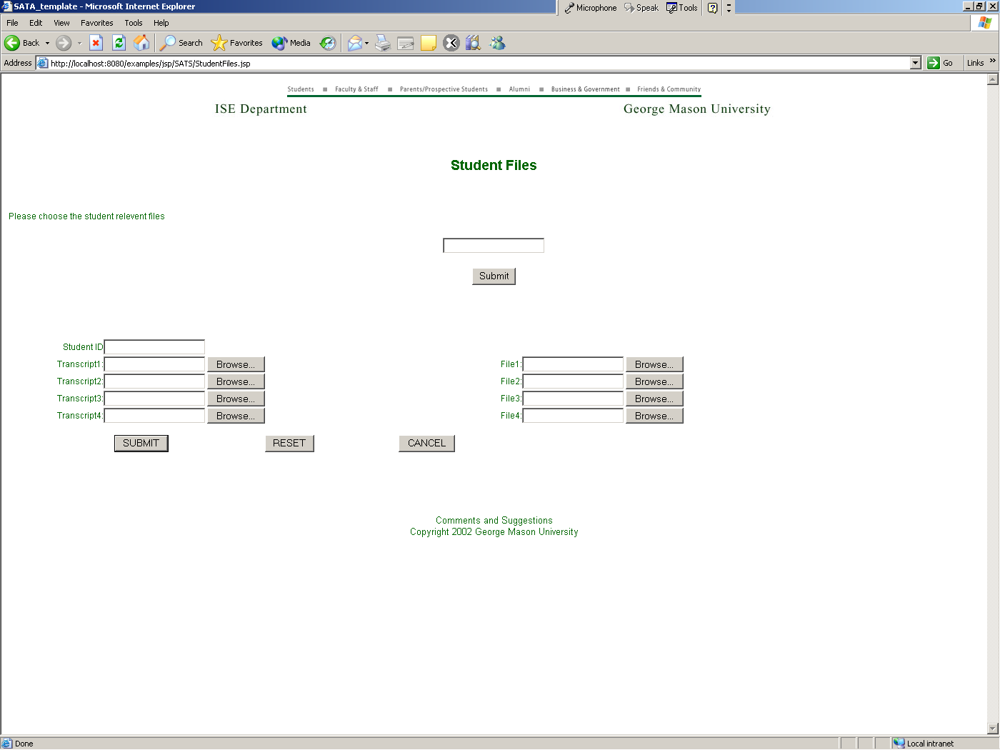 SATA_template - Microsoft Internet Explorer
Microphone Speak Tools
File Edit View Favorites Tools Help
Back Search Favorites Media
Address http://localhost:8080/examples/jsp/SATS/StudentFiles.jsp Go Links »
Students Faculty & Staff Parents/Prospective Students Alumni Business & Government Friends & Community
ISE Department George Mason University
Student Files
Please choose the student relevent files
Submit
Student ID
Transcript1: Browse... File1: Browse...
Transcript2: Browse... File2: Browse...
Transcript3: Browse... File3: Browse...
Transcript4: Browse... File4: Browse...
SUBMIT RESET CANCEL
Comments and Suggestions
Copyright 2002 George Mason University
Done Local intranet